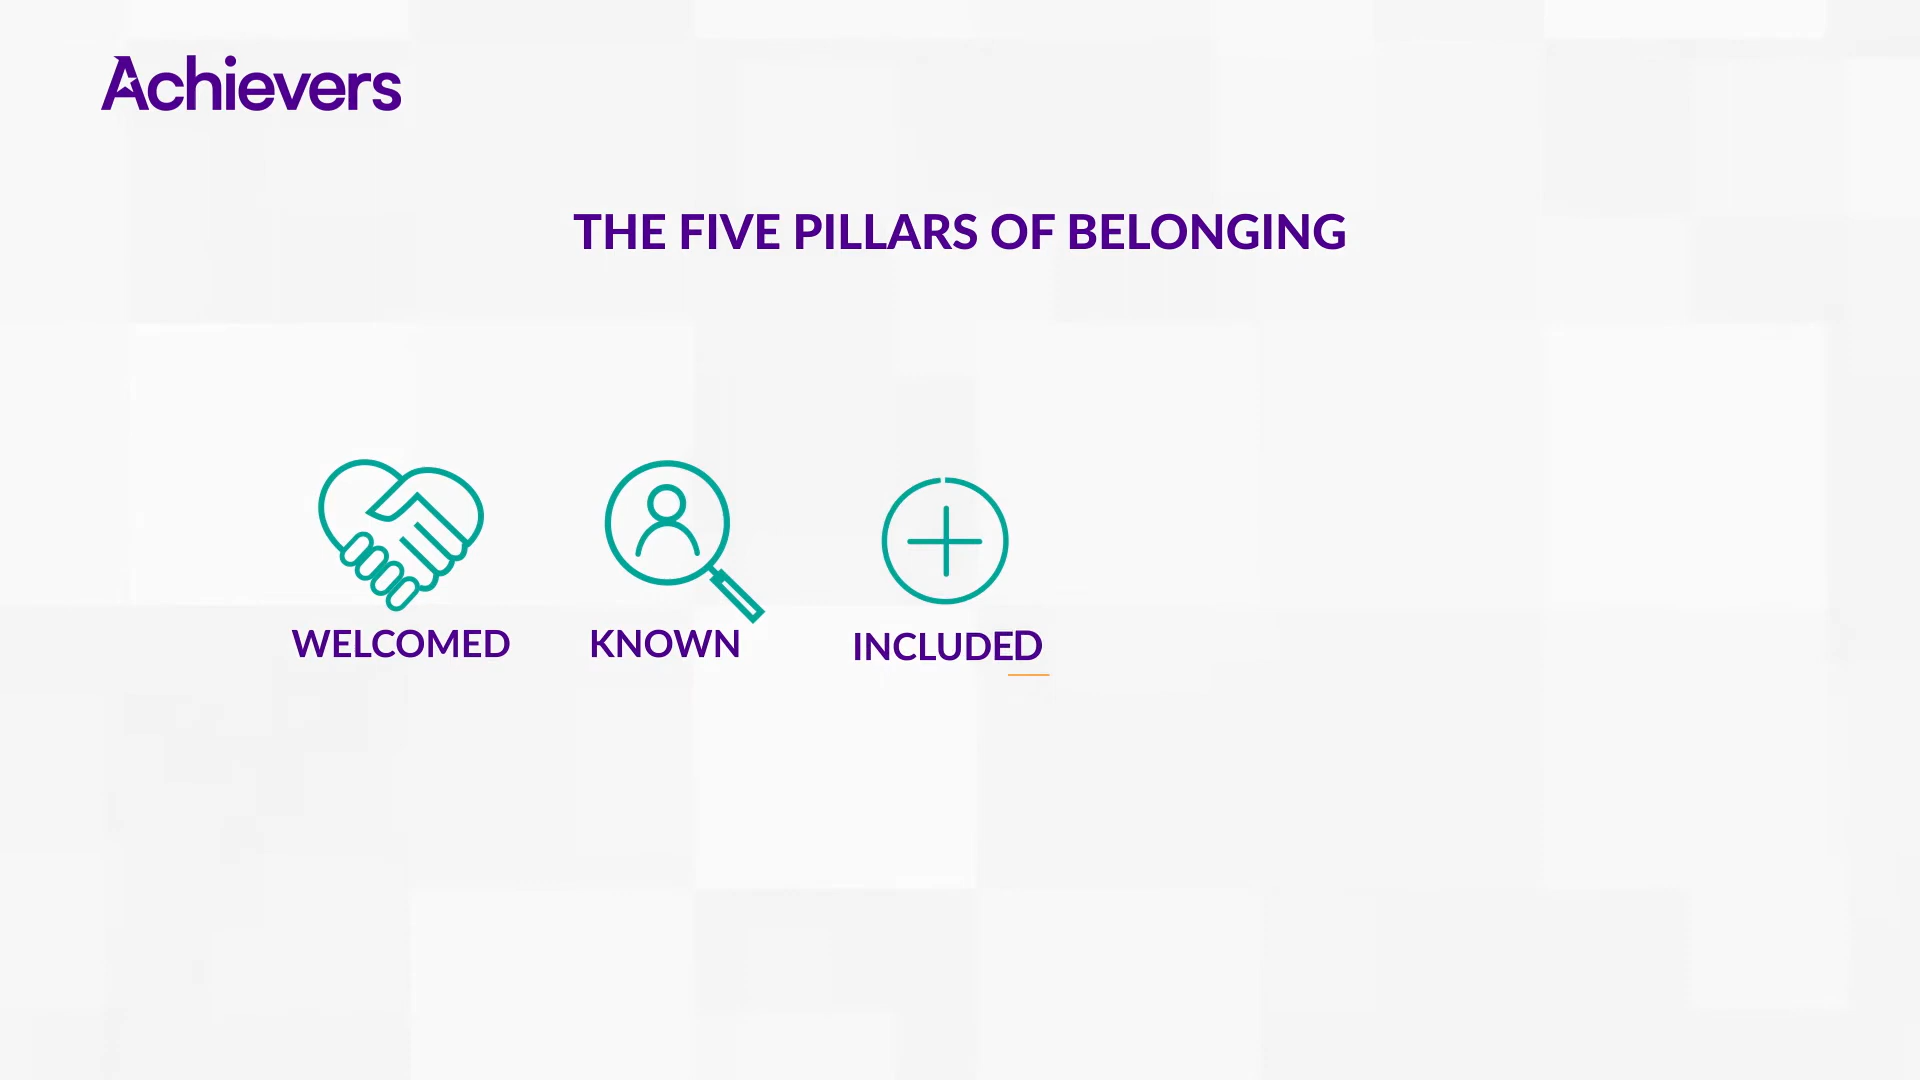 Achievers
THE FIVE PILLARS OF BELONGING
WELCOMED
KNOWN
INCLUDED